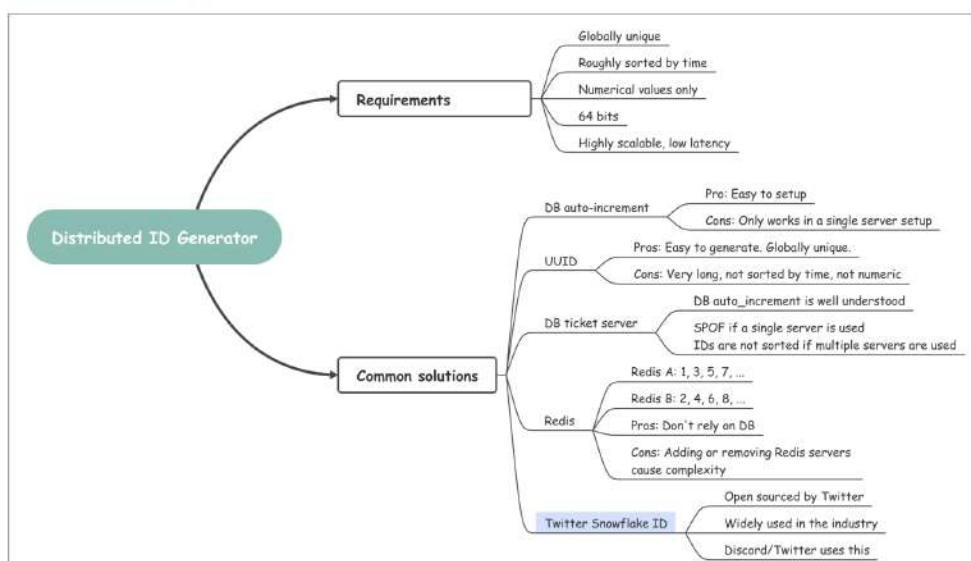 Distributed ID Generator
Requirements
Globally unique
Roughly sorted by time
Numerical values only
64 bits
Highly scalable, low latency
Common solutions
DB auto-increment
Pro: Easy to setup
Cons: Only works in a single server setup
UUID
Pros: Easy to generate. Globally unique.
Cons: Very long, not sorted by time, not numeric
DB ticket server
DB auto_increment is well understood
SPOF if a single server is used
IDs are not sorted if multiple servers are used
Redis
Redis A: 1, 3, 5, 7, ...
Redis B: 2, 4, 6, 8, ...
Pros: Don't rely on DB
Cons: Adding or removing Redis servers
cause complexity
Twitter Snowflake ID
Open sourced by Twitter
Widely used in the industry
Discord/Twitter uses this